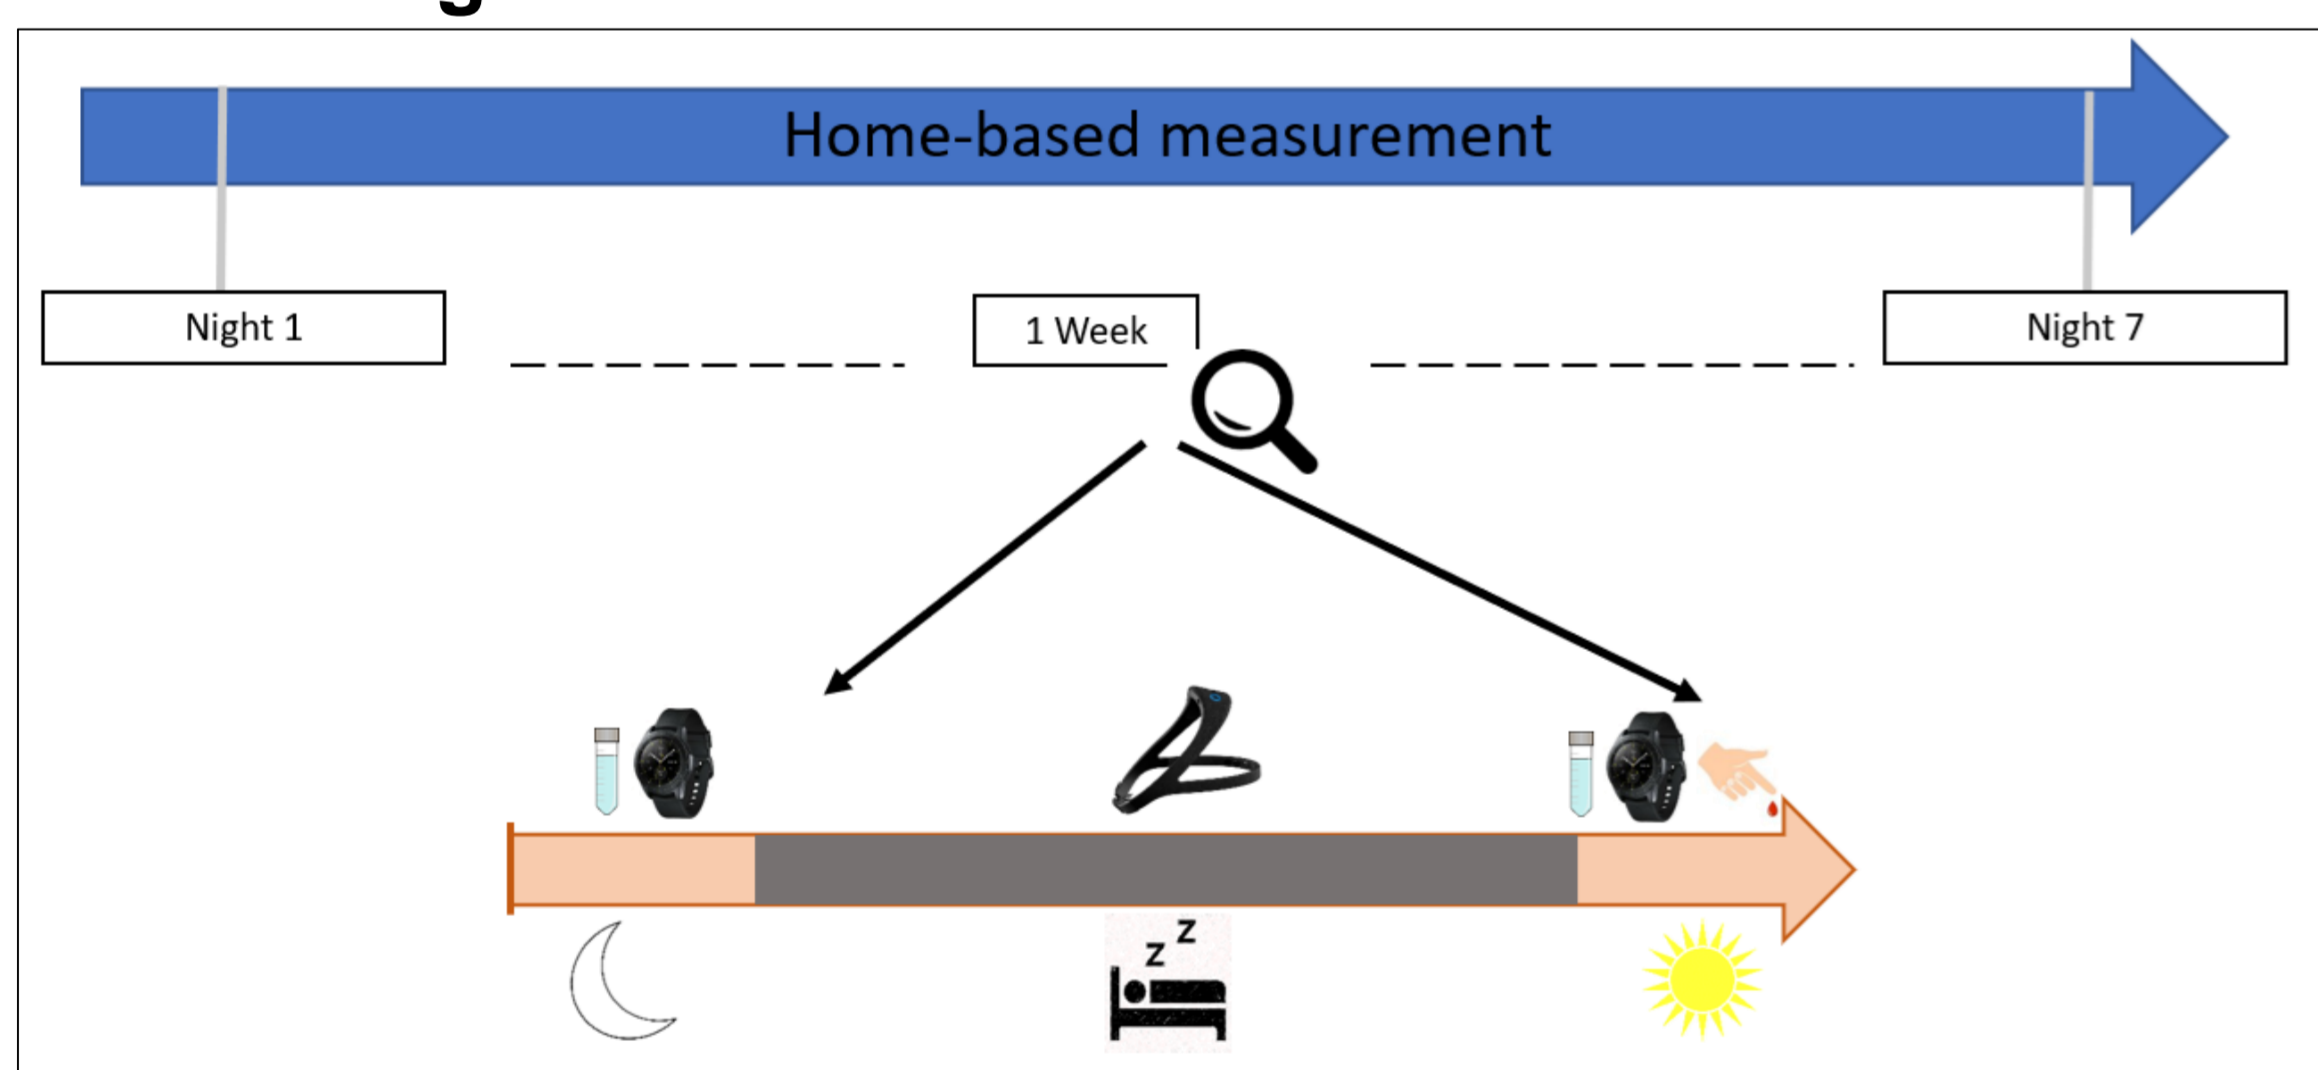 Home-based measurement
Night 1
1 Week
Night 7
z
z